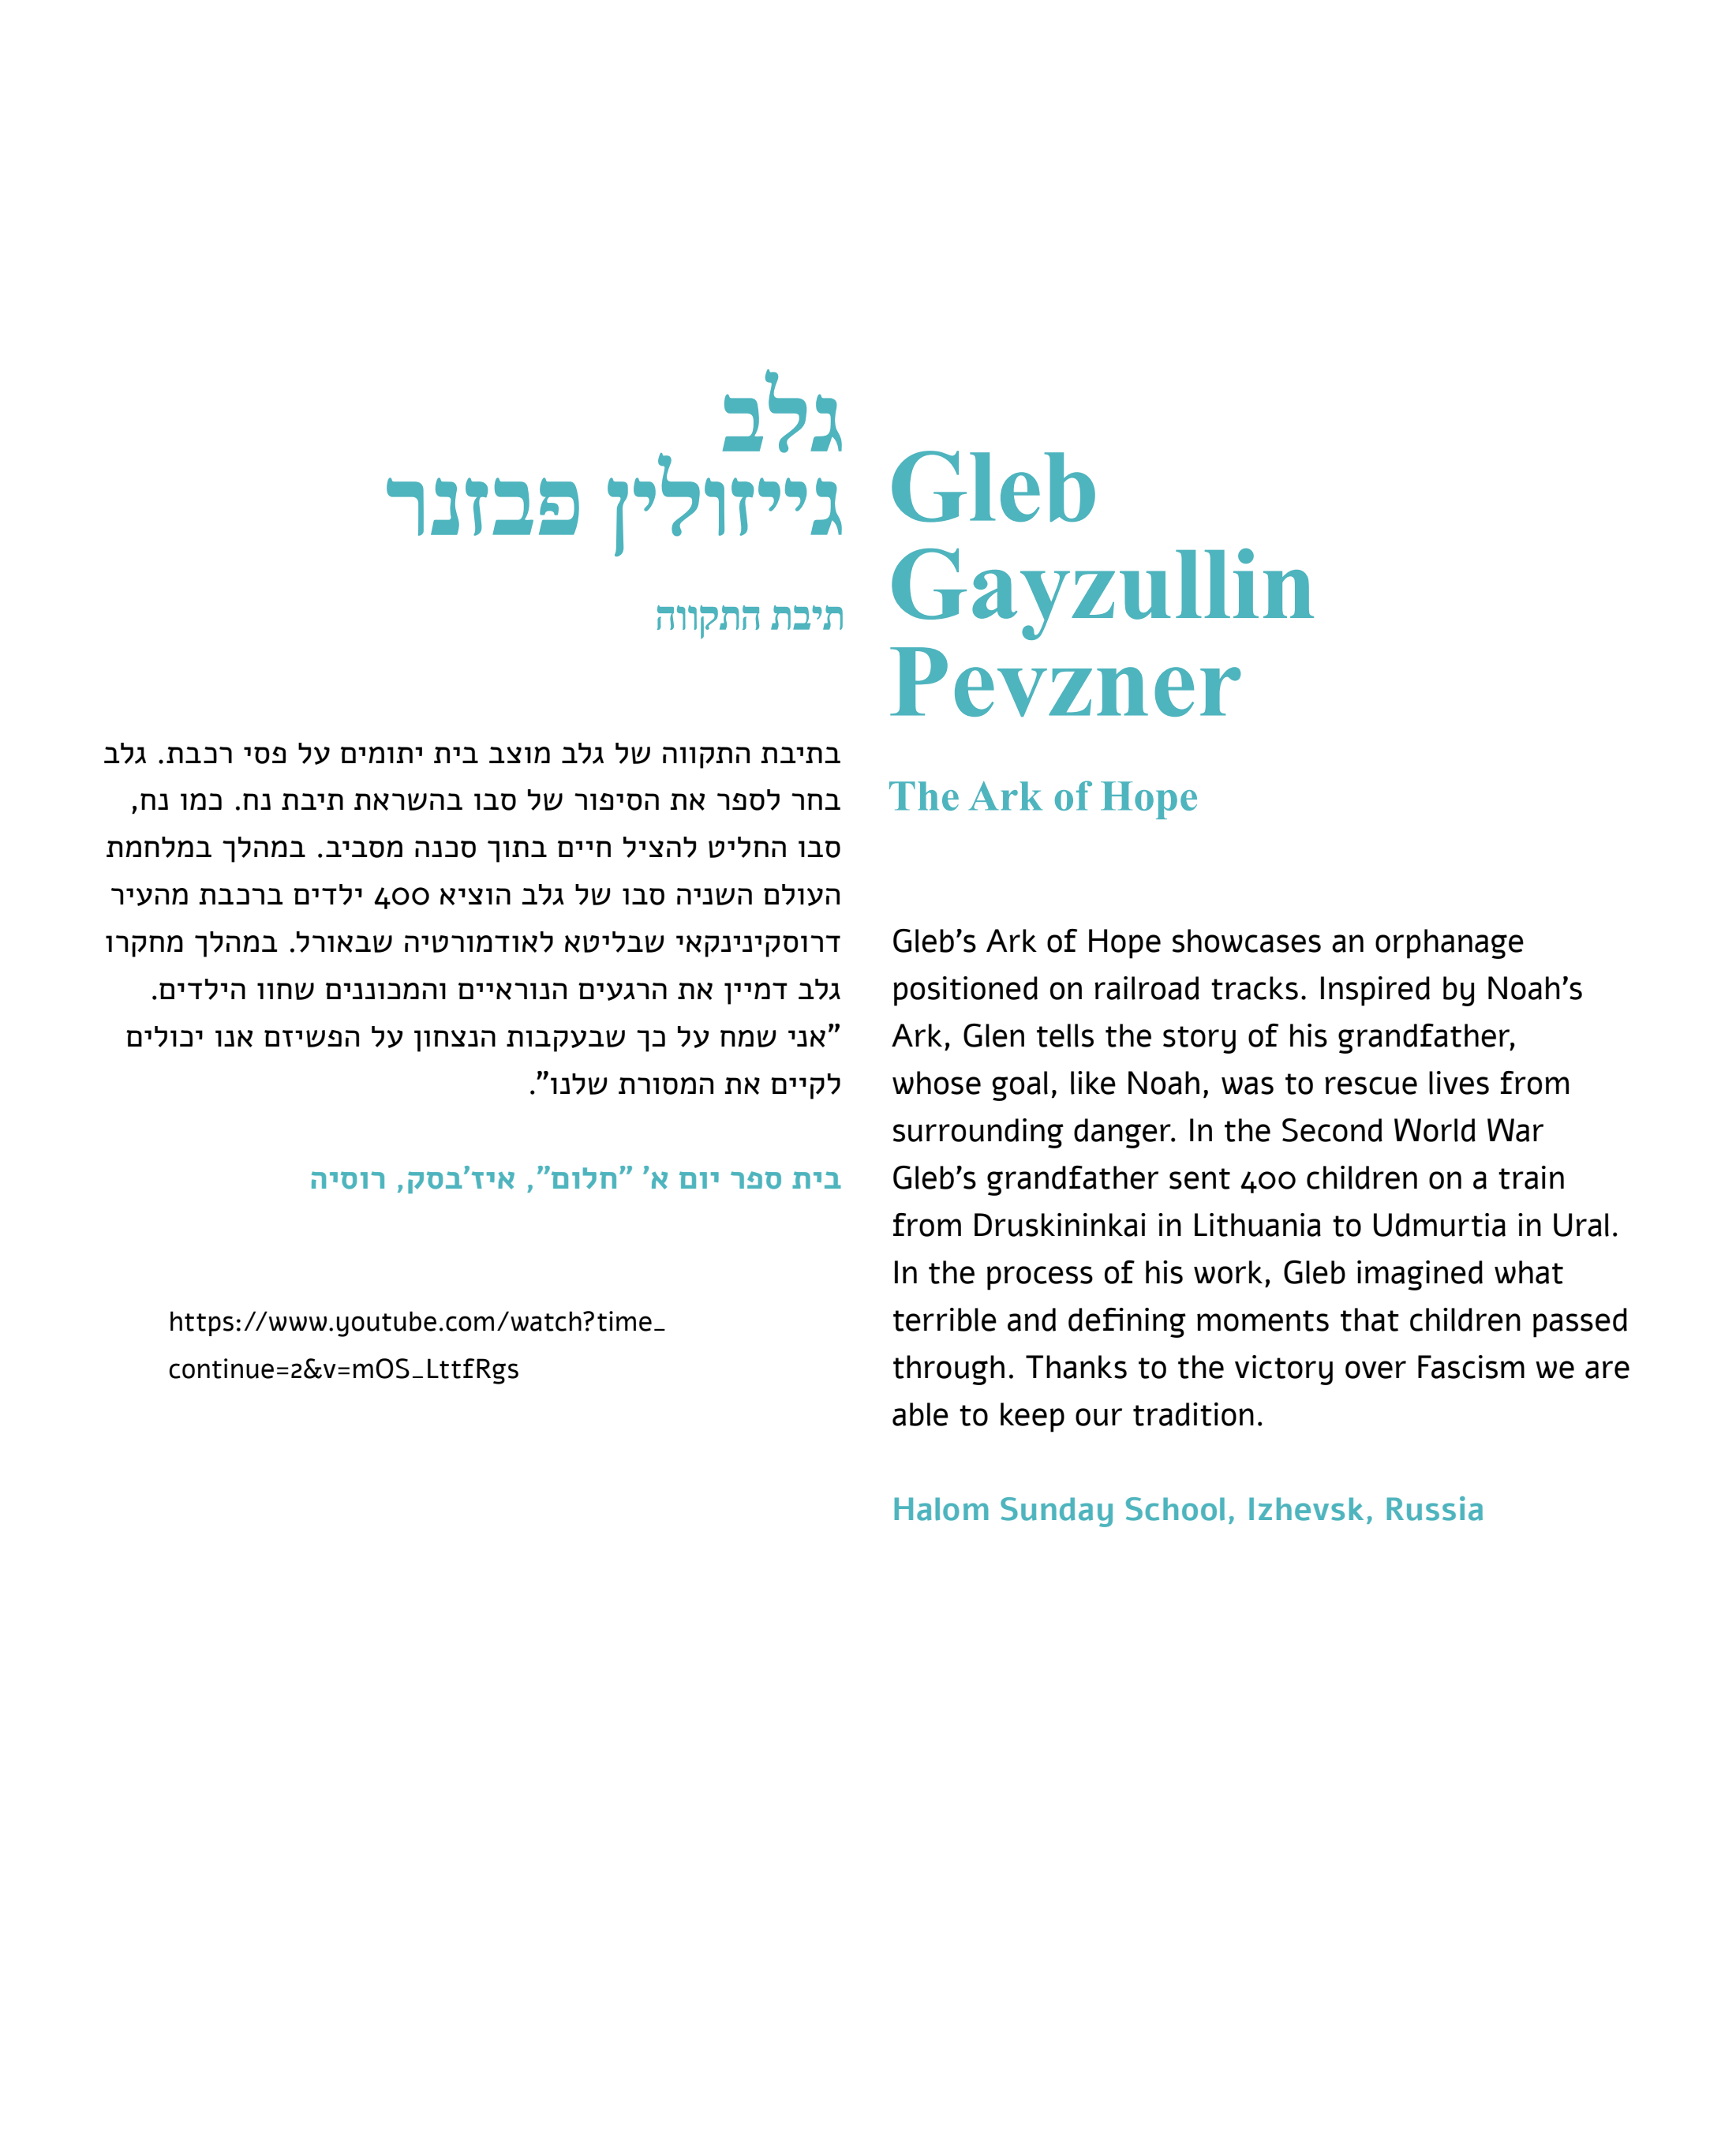 גלב
גייזולין פבזנר
תיבת התקווה
בתיבת התקווה של גלב מוצב בית יתומים על פסי רכבת. גלב
בחר לספר את הסיפור של סבו בהשראת תיבת נח. כמו נח,
סבו החליט להציל חיים בתוך סכנה מסביב. במהלך במלחמת
העולם השניה סבו של גלב הוציא 400 ילדים ברכבת מהעיר
דרוסקינינקאי שבליטא לאודמורטיה שבאורל. במהלך מחקרו
גלב דמיין את הרגעים הנוראיים והמכוננים שחוו הילדים.
”אני שמח על כך שבעקבות הנצחון על הפשיזם אנו יכולים
לקיים את המסורת שלנו”.
בית ספר יום א’ ”חלום”, איז’בסק, רוסיה
https://www.youtube.com/watch?time_
continue=2&v=mOS_LttfRgs
Gleb
Gayzullin
Pevzner
The Ark of Hope
Gleb’s Ark of Hope showcases an orphanage
positioned on railroad tracks. Inspired by Noah’s
Ark, Glen tells the story of his grandfather,
whose goal, like Noah, was to rescue lives from
surrounding danger. In the Second World War
Gleb’s grandfather sent 400 children on a train
from Druskininkai in Lithuania to Udmurtia in Ural.
In the process of his work, Gleb imagined what
terrible and defining moments that children passed
through. Thanks to the victory over Fascism we are
able to keep our tradition.
Halom Sunday School, Izhevsk, Russia